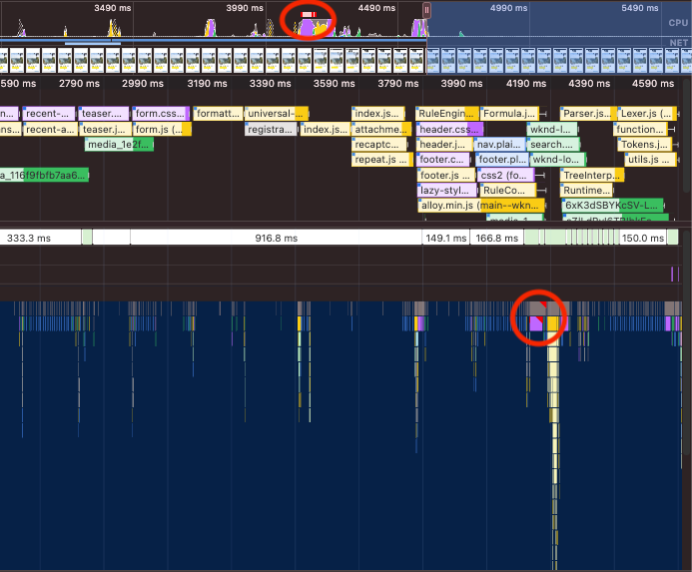 3490 ms 3990 ms 4490 ms 4990 ms 5490 ms
CPU
NET
590 ms 2790 ms 2990 ms 3190 ms 3390 ms 3590 ms 3790 ms 3990 ms 4190 ms 4390 ms 4590 ms
recent-... teaser.... form.css... formatt... universal-... index.js... RuleEngin... Formula.j... Parser.js... Lexer.js (...
ns... recent-a... teaser.j... form.js (... registra... index.js... attachme... header.css... wknd-l... function...
media_1e2f... recaptc... header.j... nav.plai... search.... Tokens.j...
repeat.js ... footer.c... footer.pl... wknd-lo... utils.js ...
a_116f9fbfb7aa6... footer.js ... css2 (fo... TreeInterp...
lazy-styl... RuleCo... Runtime...
alloy.min.js (main--wkn... 6xK3dSBYKcSV-L...
333.3 ms 916.8 ms 149.1 ms 166.8 ms 150.0 ms